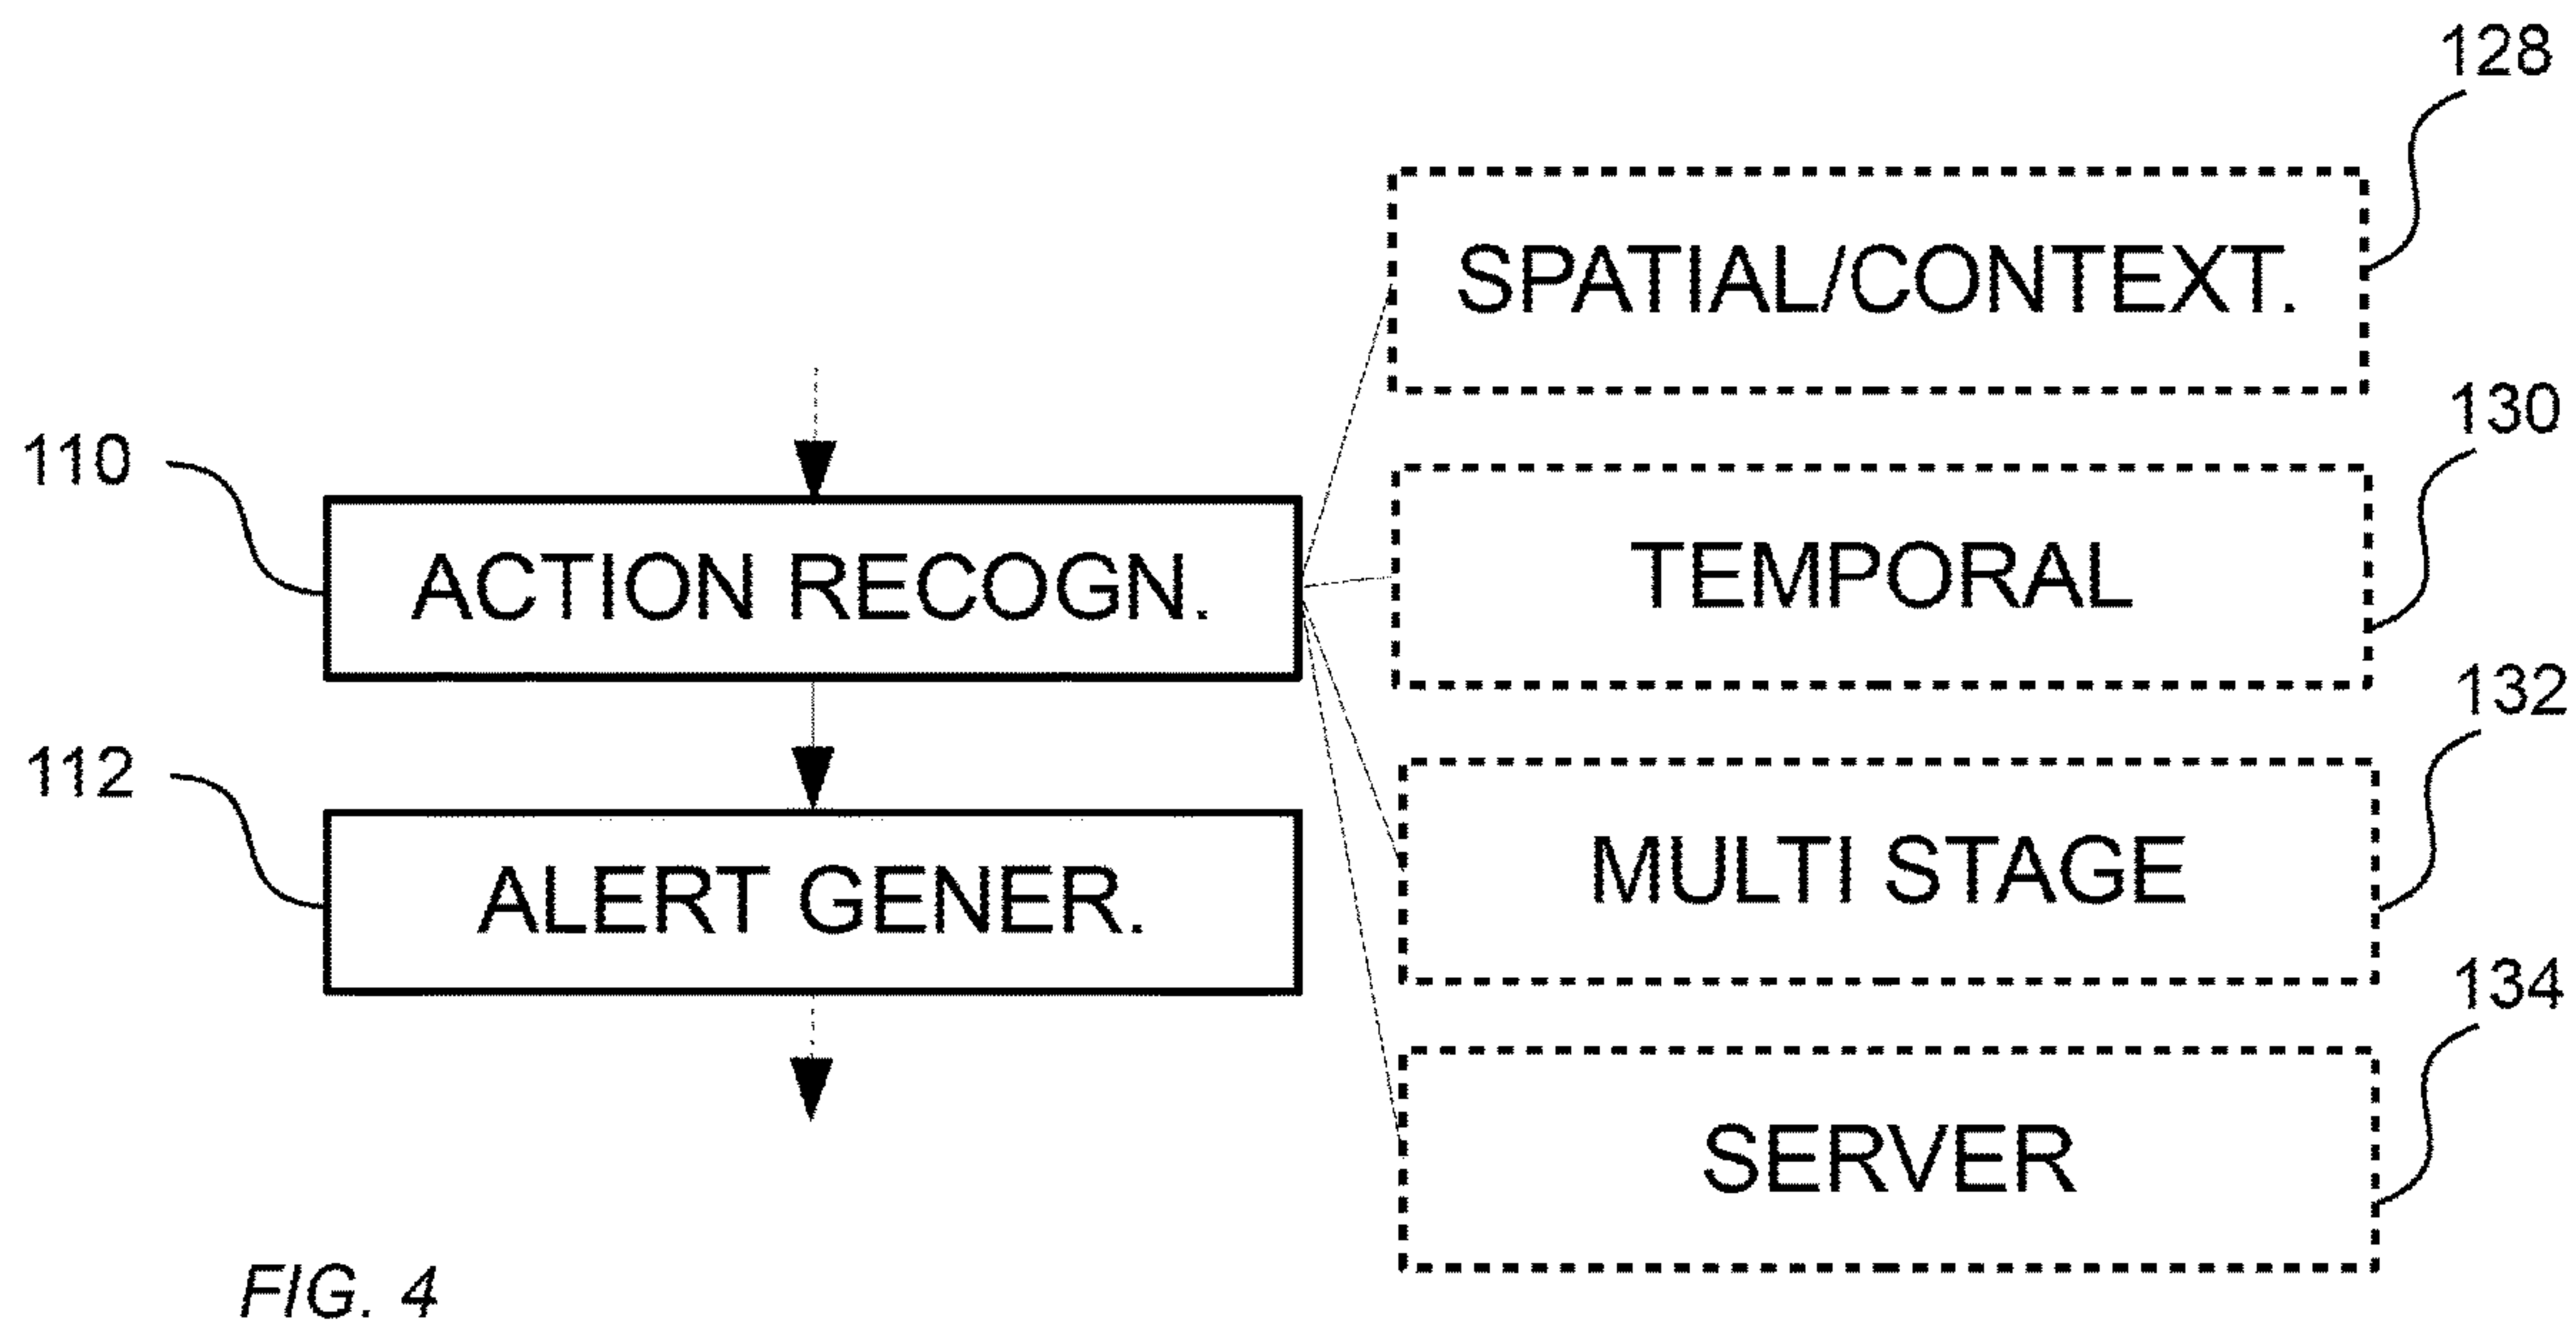 128
SPATIAL/CONTEXT.
130
110
ACTION RECOGN.
TEMPORAL
132
112
ALERT GENER.
MULTI STAGE
134
SERVER
FIG. 4